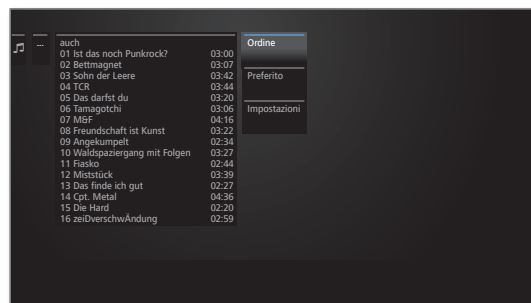 ...
auch
01 Ist das noch Punkrock? 03:00
02 Bettmagnet 03:07
03 Sohn der Leere 03:42
04 TCR 03:44
05 Das darfst du 03:20
06 Tamagotchi 03:06
07 M&F 04:16
08 Freundschaft ist Kunst 03:22
09 Angekumpelt 02:34
10 Waldspaziergang mit Folgen 03:27
11 Fiasko 02:44
12 Miststück 03:39
13 Das finde ich gut 02:27
14 Cpt. Metal 04:36
15 Die Hard 02:20
16 zeiDverschwÄndung 02:59
Ordine
Preferito
Impostazioni